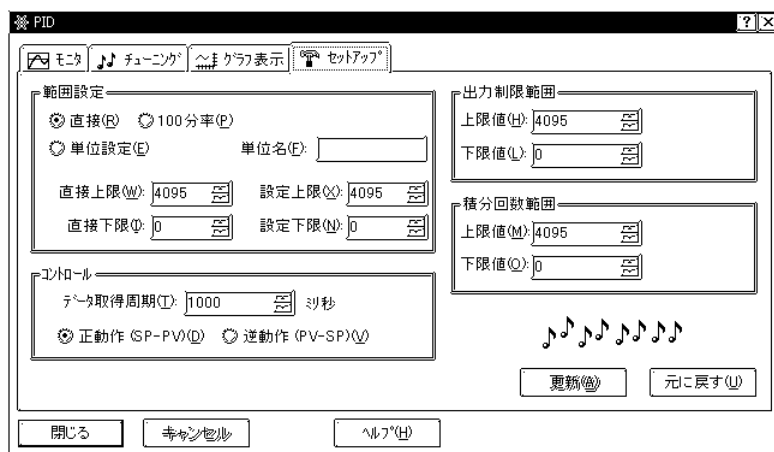 PID
モニタ チューニング グラフ表示 セットアップ
範囲設定
直接(R) 100分率(P)
単位設定(E) 単位名(F):
直接上限(W): 4095 設定上限(X): 4095
直接下限(I): 0 設定下限(N): 0
コントロール
データ取得周期(T): 1000 ミリ秒
正動作 (SP-PV)(D) 逆動作 (PV-SP)(V)
出力制限範囲
上限値(H): 4095
下限値(L): 0
積分回数範囲
上限値(M): 4095
下限値(O): 0
更新(A) 元に戻す(U)
閉じる キャンセル ヘルプ(H)